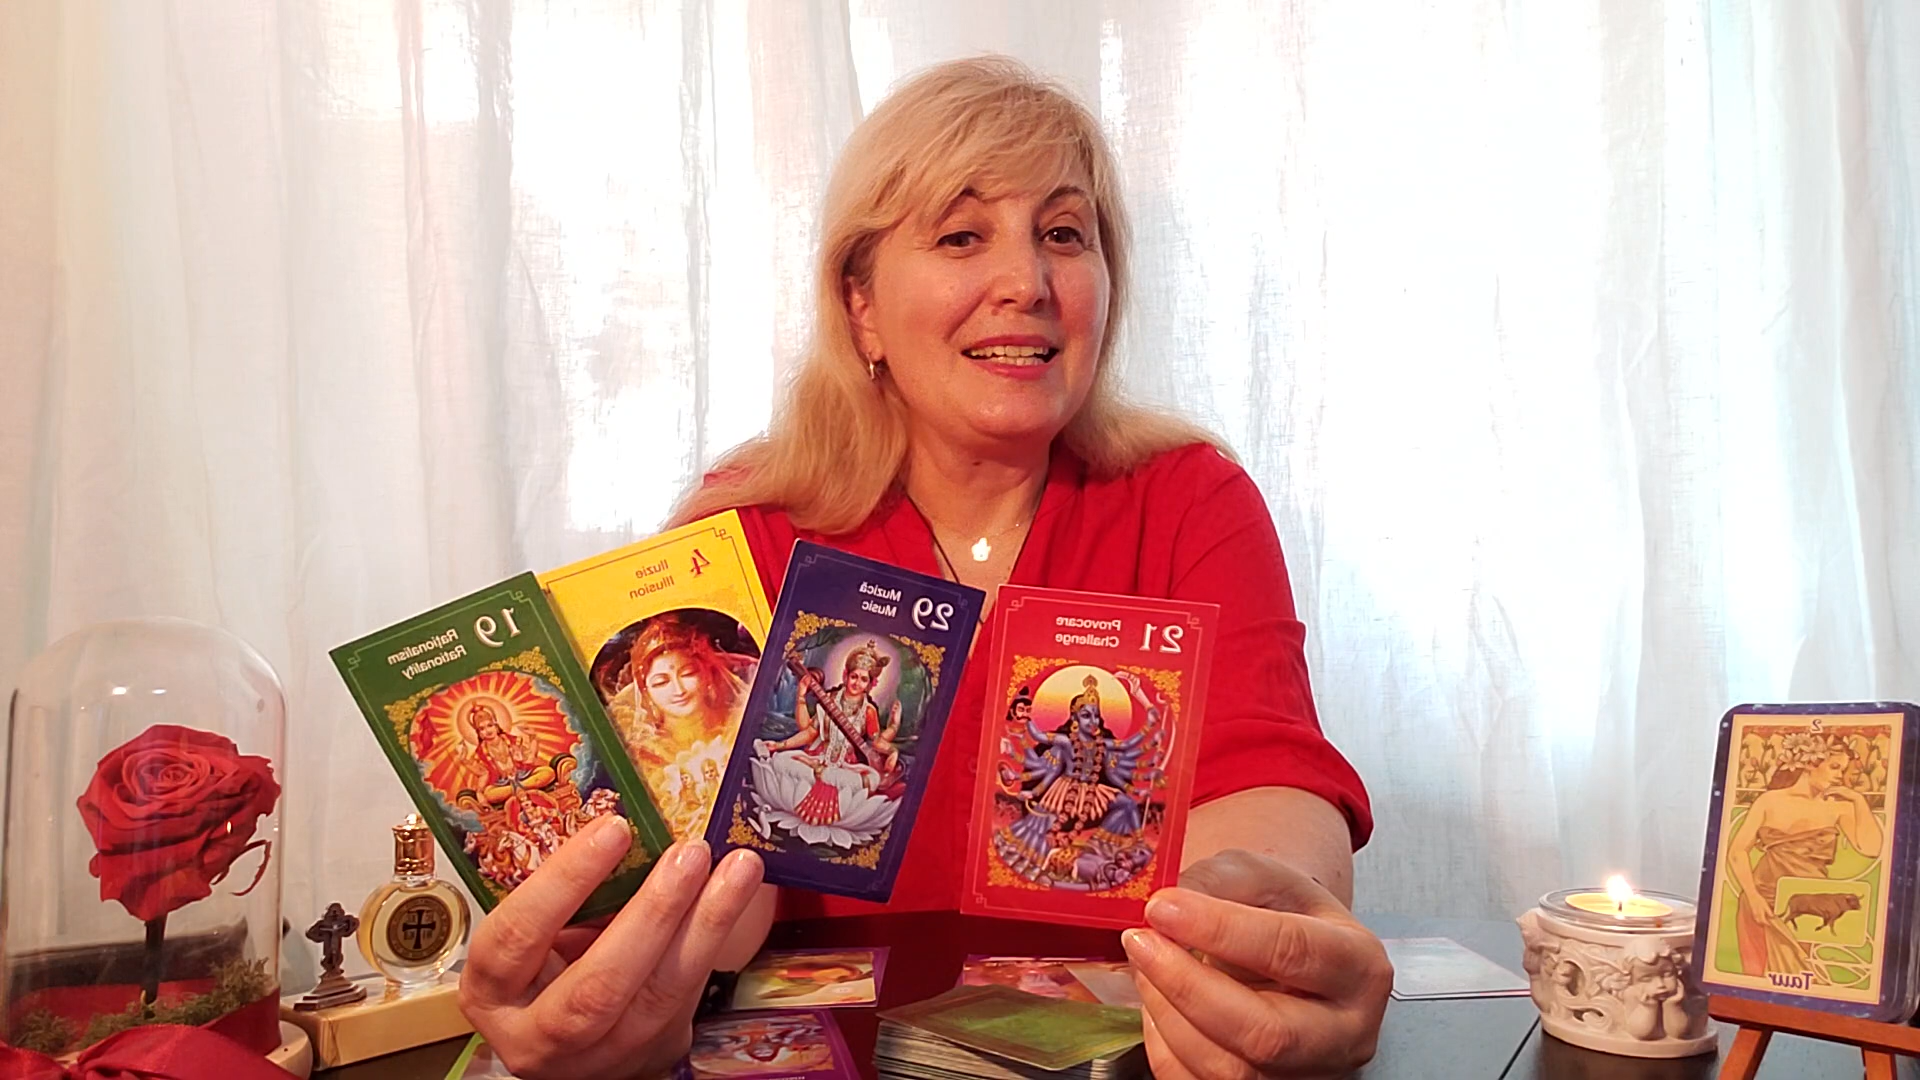 19
Raționalism
Rationality
4
Iluzie
Illusion
29
Muzică
Music
21
Provocare
Challenge
2
Taur